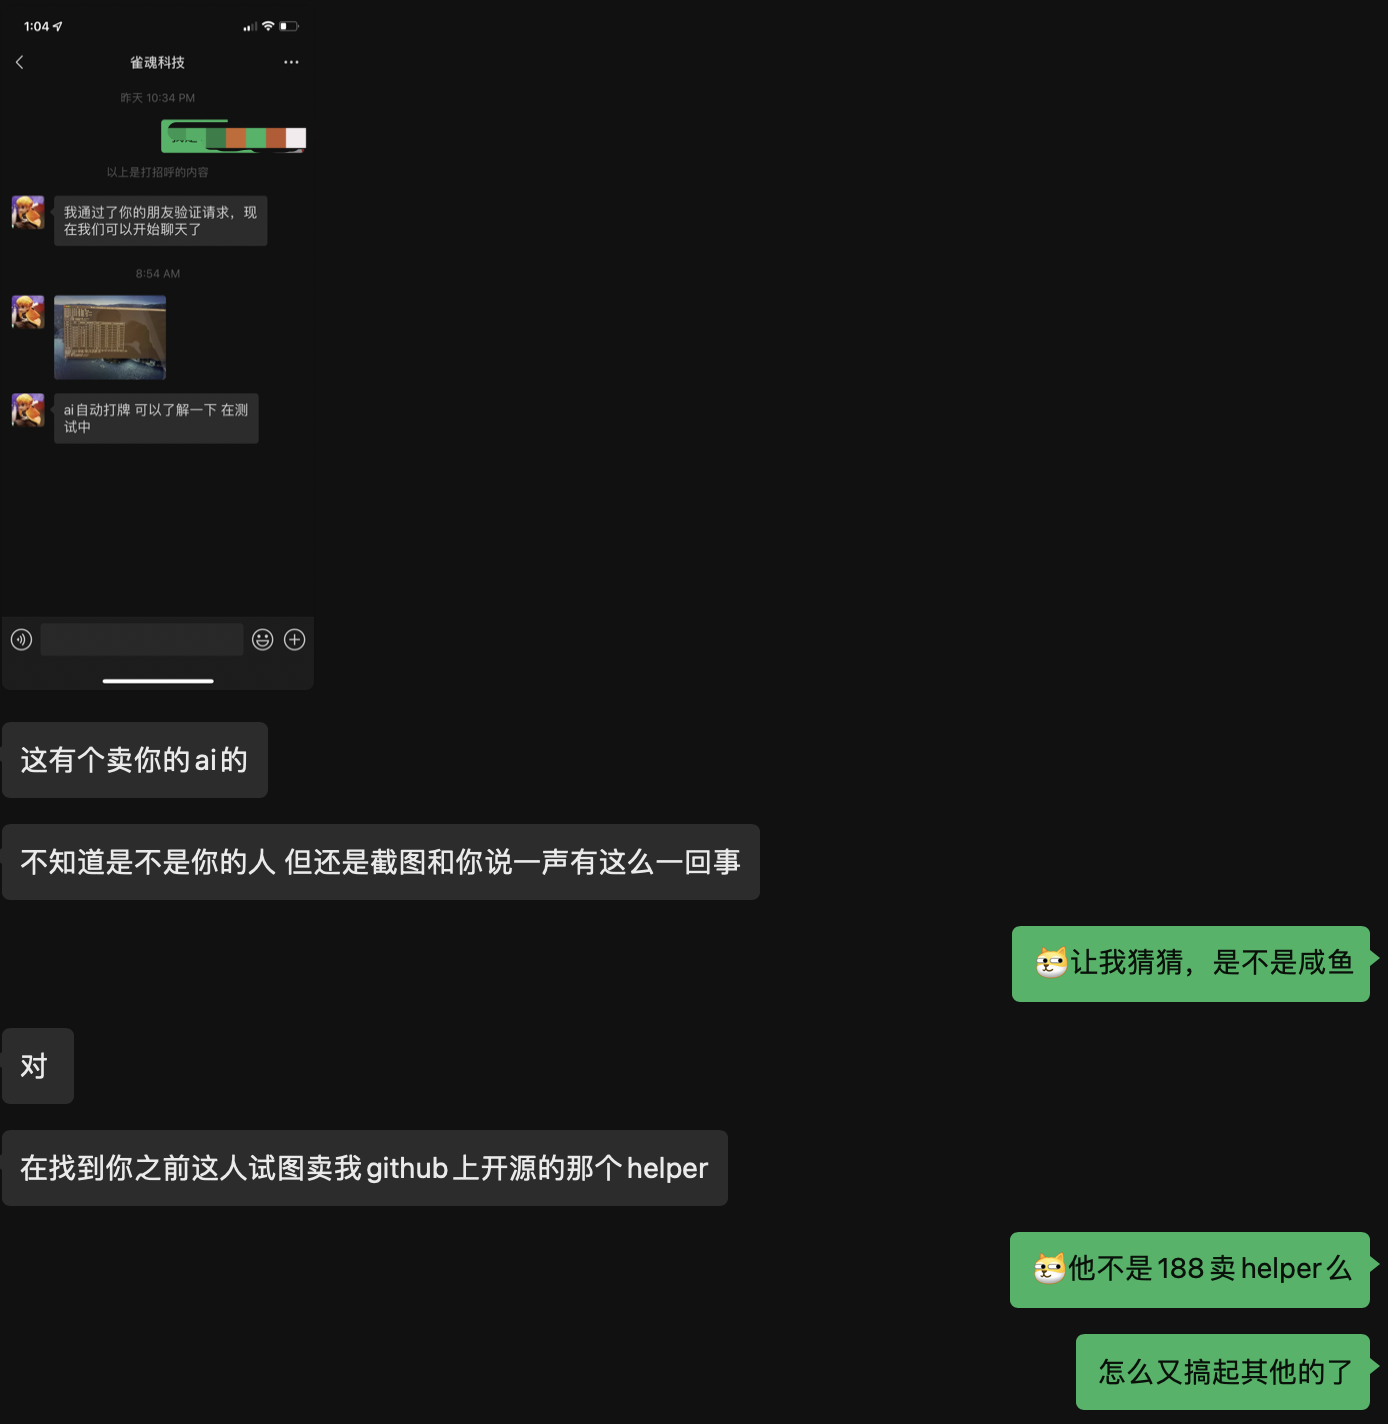 1:04
雀魂科技
昨天 10:34 PM
以上是打招呼的内容
我通过了你的朋友验证请求，现
在我们可以开始聊天了
8:54 AM
ai自动打牌 可以了解一下 在测
试中
这有个卖你的ai的
不知道是不是你的人 但还是截图和你说一声有这么一回事
让我猜猜，是不是咸鱼
对
在找到你之前这人试图卖我github上开源的那个helper
他不是188卖helper么
怎么又搞起其他的了